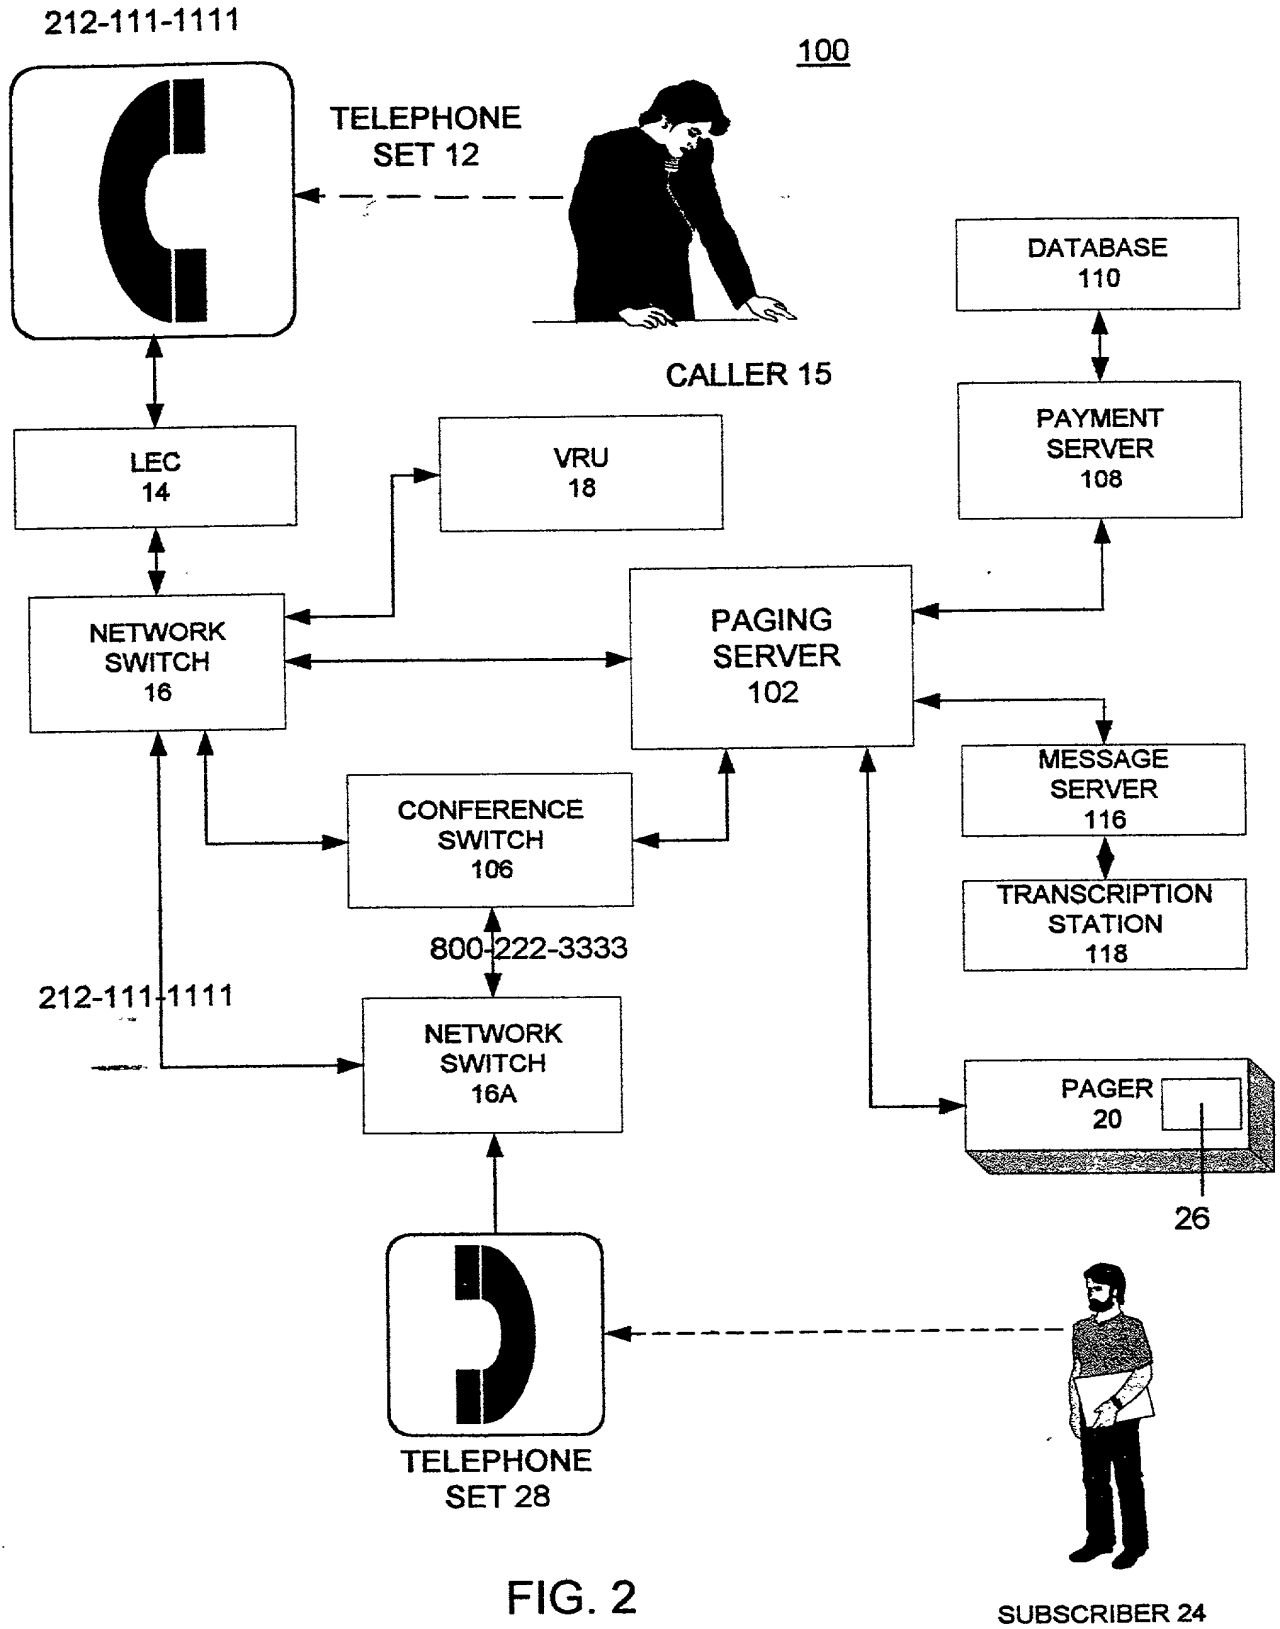 212-111-1111
100
TELEPHONE
SET 12
CALLER 15
DATABASE
110
PAYMENT
SERVER
108
LEC
14
VRU
18
NETWORK
SWITCH
16
PAGING
SERVER
102
CONFERENCE
SWITCH
106
MESSAGE
SERVER
116
TRANSCRIPTION
STATION
118
800-222-3333
212-111-1111
NETWORK
SWITCH
16A
PAGER
20
26
TELEPHONE
SET 28
FIG. 2
SUBSCRIBER 24